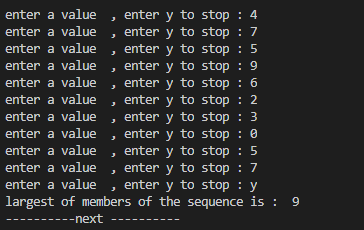 enter a value  , enter y to stop : 4
enter a value  , enter y to stop : 7
enter a value  , enter y to stop : 5
enter a value  , enter y to stop : 9
enter a value  , enter y to stop : 6
enter a value  , enter y to stop : 2
enter a value  , enter y to stop : 3
enter a value  , enter y to stop : 0
enter a value  , enter y to stop : 5
enter a value  , enter y to stop : 7
enter a value  , enter y to stop : y
largest of members of the sequence is :  9
----------next ----------